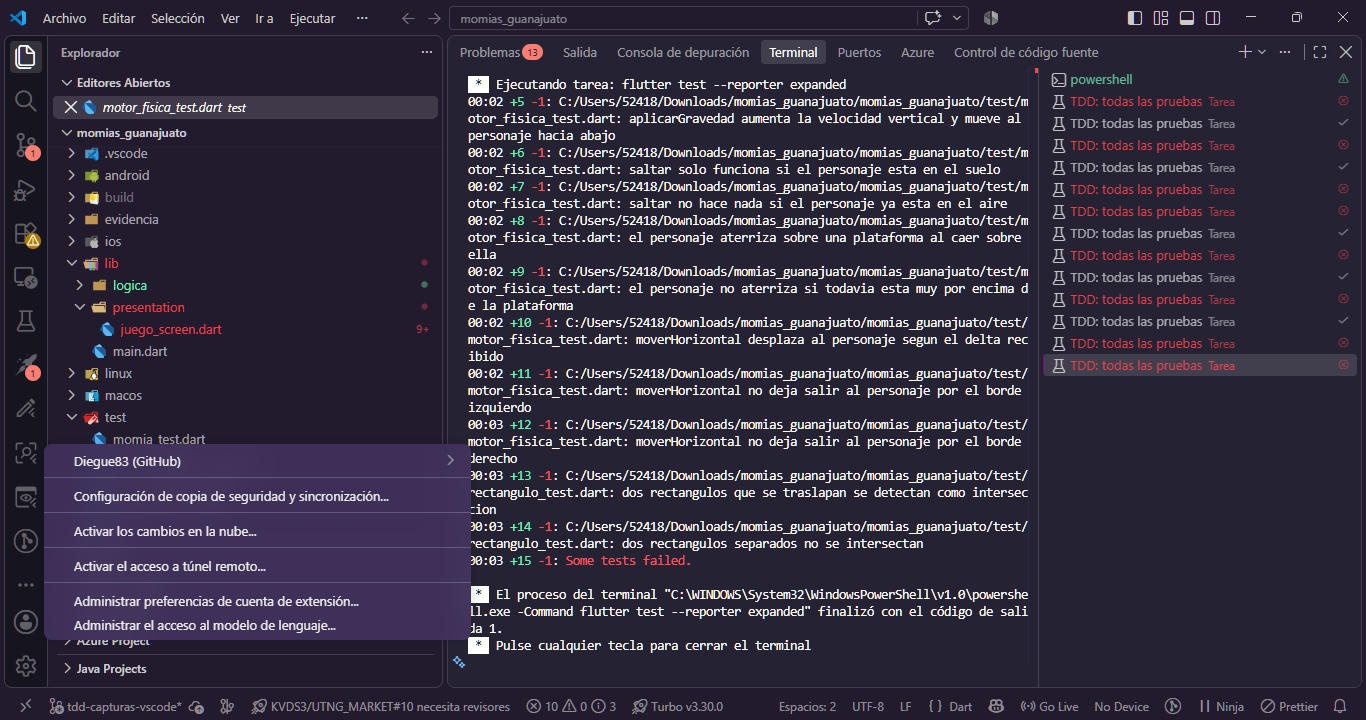 Archivo Editar Selección Ver Ir a Ejecutar ··· momias_guanajuato
Explorador ···
Editores Abiertos
motor_fisica_test.dart test
momias_guanajuato
.vscode
android
build
evidencia
ios
lib
logica
presentation
juego_screen.dart 9+
main.dart
linux
macos
test
momia_test.dart
1
1
Diegue83 (GitHub)
Configuración de copia de seguridad y sincronización...
Activar los cambios en la nube...
Activar el acceso a túnel remoto...
Administrar preferencias de cuenta de extensión...
Administrar el acceso al modelo de lenguaje...
Azure Project
Java Projects
Problemas 13 Salida Consola de depuración Terminal Puertos Azure Control de código fuente
* Ejecutando tarea: flutter test --reporter expanded
00:02 +5 -1: C:/Users/52418/Downloads/momias_guanajuato/momias_guanajuato/test/m
otor_fisica_test.dart: aplicarGravedad aumenta la velocidad vertical y mueve al
personaje hacia abajo
00:02 +6 -1: C:/Users/52418/Downloads/momias_guanajuato/momias_guanajuato/test/m
otor_fisica_test.dart: saltar solo funciona si el personaje esta en el suelo
00:02 +7 -1: C:/Users/52418/Downloads/momias_guanajuato/momias_guanajuato/test/m
otor_fisica_test.dart: saltar no hace nada si el personaje ya esta en el aire
00:02 +8 -1: C:/Users/52418/Downloads/momias_guanajuato/momias_guanajuato/test/m
otor_fisica_test.dart: el personaje aterriza sobre una plataforma al caer sobre
ella
00:02 +9 -1: C:/Users/52418/Downloads/momias_guanajuato/momias_guanajuato/test/m
otor_fisica_test.dart: el personaje no aterriza si todavia esta muy por encima d
e la plataforma
00:02 +10 -1: C:/Users/52418/Downloads/momias_guanajuato/momias_guanajuato/test/
motor_fisica_test.dart: moverHorizontal desplaza al personaje segun el delta rec
ibido
00:02 +11 -1: C:/Users/52418/Downloads/momias_guanajuato/momias_guanajuato/test/
motor_fisica_test.dart: moverHorizontal no deja salir al personaje por el borde
izquierdo
00:03 +12 -1: C:/Users/52418/Downloads/momias_guanajuato/momias_guanajuato/test/
motor_fisica_test.dart: moverHorizontal no deja salir al personaje por el borde
derecho
00:03 +13 -1: C:/Users/52418/Downloads/momias_guanajuato/momias_guanajuato/test/
rectangulo_test.dart: dos rectangulos que se traslapan se detectan como intersec
cion
00:03 +14 -1: C:/Users/52418/Downloads/momias_guanajuato/momias_guanajuato/test/
rectangulo_test.dart: dos rectangulos separados no se intersectan
00:03 +15 -1: Some tests failed.
* El proceso del terminal "C:\WINDOWS\System32\WindowsPowerShell\v1.0\powershe
ll.exe -Command flutter test --reporter expanded" finalizó con el código de sali
da 1.
* Pulse cualquier tecla para cerrar el terminal
powershell
TDD: todas las pruebas Tarea
TDD: todas las pruebas Tarea
TDD: todas las pruebas Tarea
TDD: todas las pruebas Tarea
TDD: todas las pruebas Tarea
TDD: todas las pruebas Tarea
TDD: todas las pruebas Tarea
TDD: todas las pruebas Tarea
TDD: todas las pruebas Tarea
TDD: todas las pruebas Tarea
TDD: todas las pruebas Tarea
TDD: todas las pruebas Tarea
TDD: todas las pruebas Tarea
tdd-capturas-vscode* KVDS3/UTNG_MARKET#10 necesita revisores 10 0 3 Turbo v3.30.0 Espacios: 2 UTF-8 LF {} Dart Go Live No Device Ninja Prettier